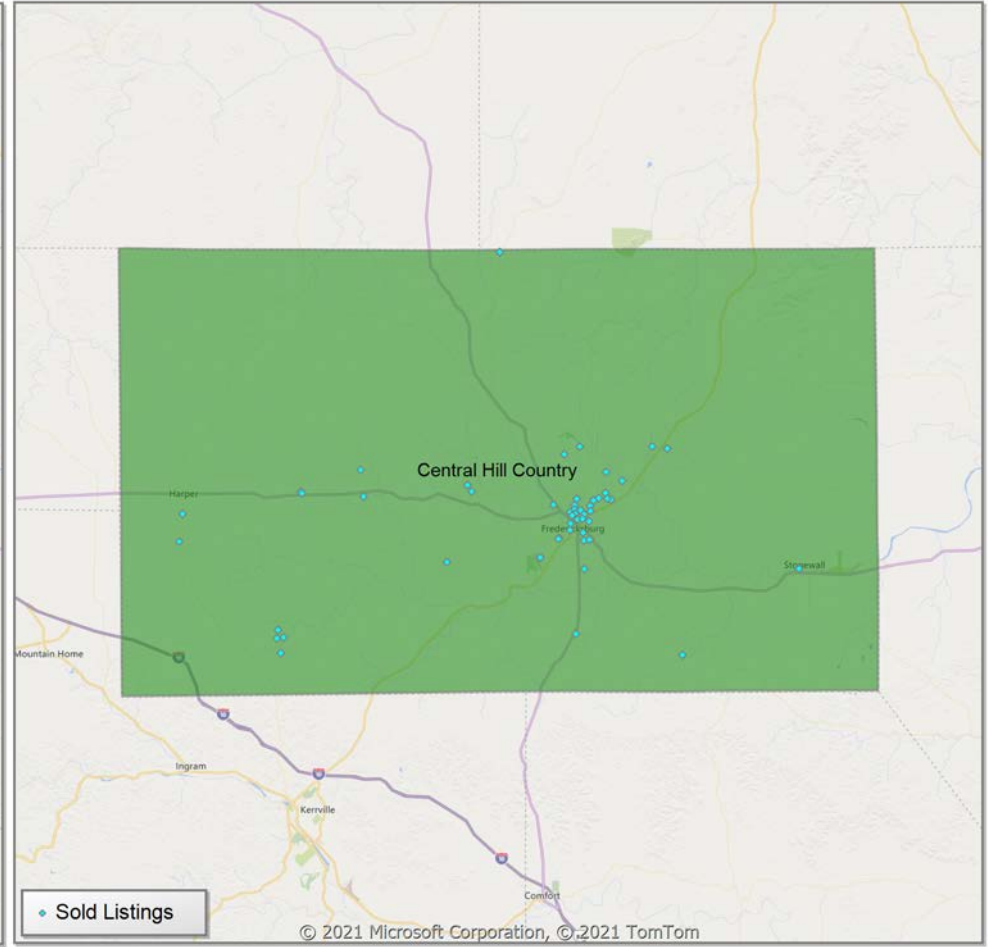 Central Hill Country
Harper
Fredericksburg
Stonewall
Mountain Home
Ingram
Kerrville
Comfort
Sold Listings
© 2021 Microsoft Corporation, © 2021 TomTom